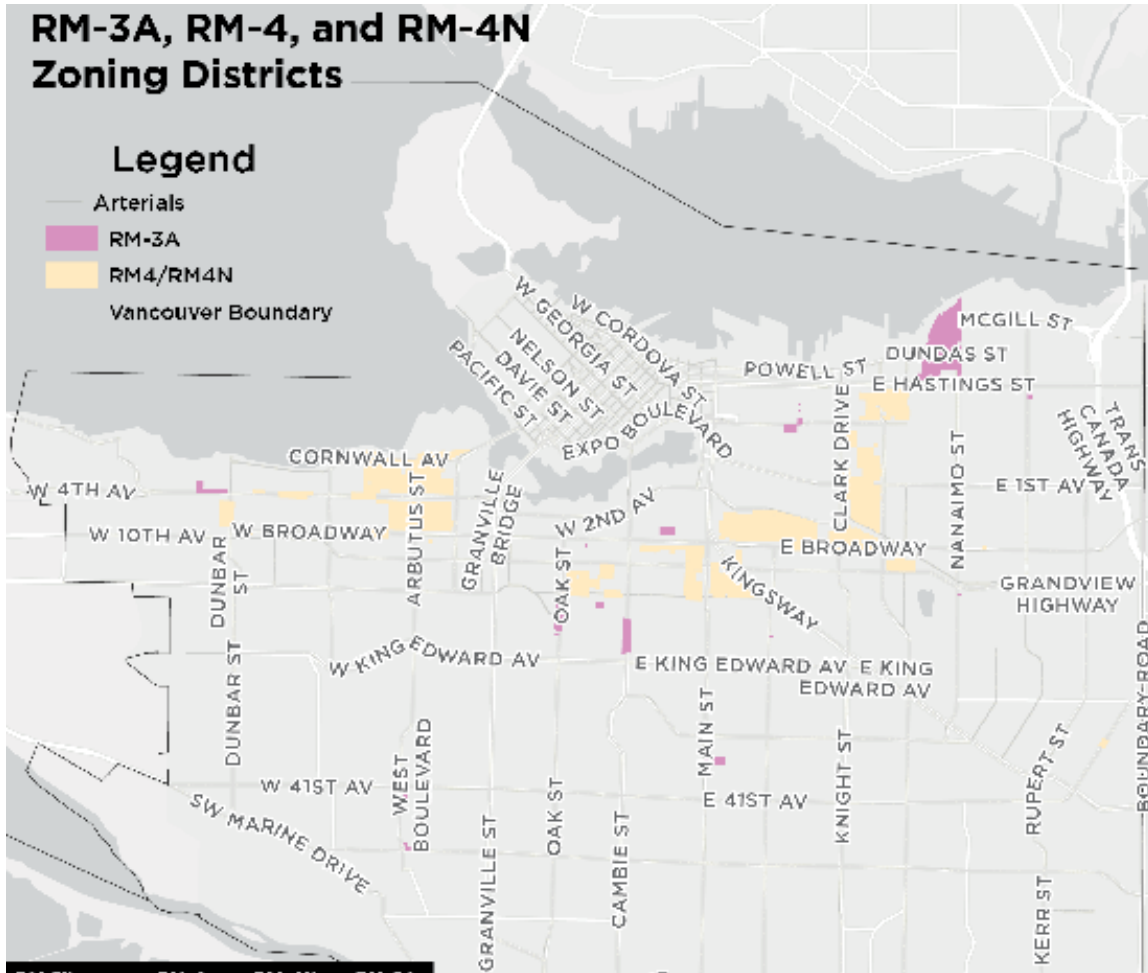 RM-3A, RM-4, and RM-4N
Zoning Districts
Legend
Arterials
RM-3A
RM4/RM4N
Vancouver Boundary
W GEORGIA ST
W CORDOVA ST
NELSON ST
DAVIE ST
PACIFIC ST
EXPO BOULEVARD
POWELL ST
MCGILL ST
DUNDAS ST
E HASTINGS ST
CLARK DRIVE
NANAIMO ST
TRANS
CANADA
HIGHWAY
CORNWALL AV
W 4TH AV
W 10TH AV
W BROADWAY
DUNBAR
ST
ARBUTUS ST
GRANVILLE
BRIDGE
W 2ND AV
OAK ST
E 1ST AV
E BROADWAY
KINGSWAY
GRANDVIEW
HIGHWAY
W KING EDWARD AV
E KING EDWARD AV
E KING
EDWARD AV
BOUNDARY ROAD
DUNBAR ST
MAIN ST
KNIGHT ST
RUPERT ST
W 41ST AV
WEST
BOULEVARD
E 41ST AV
SW MARINE DRIVE
GRANVILLE ST
OAK ST
CAMBIE ST
KERR ST